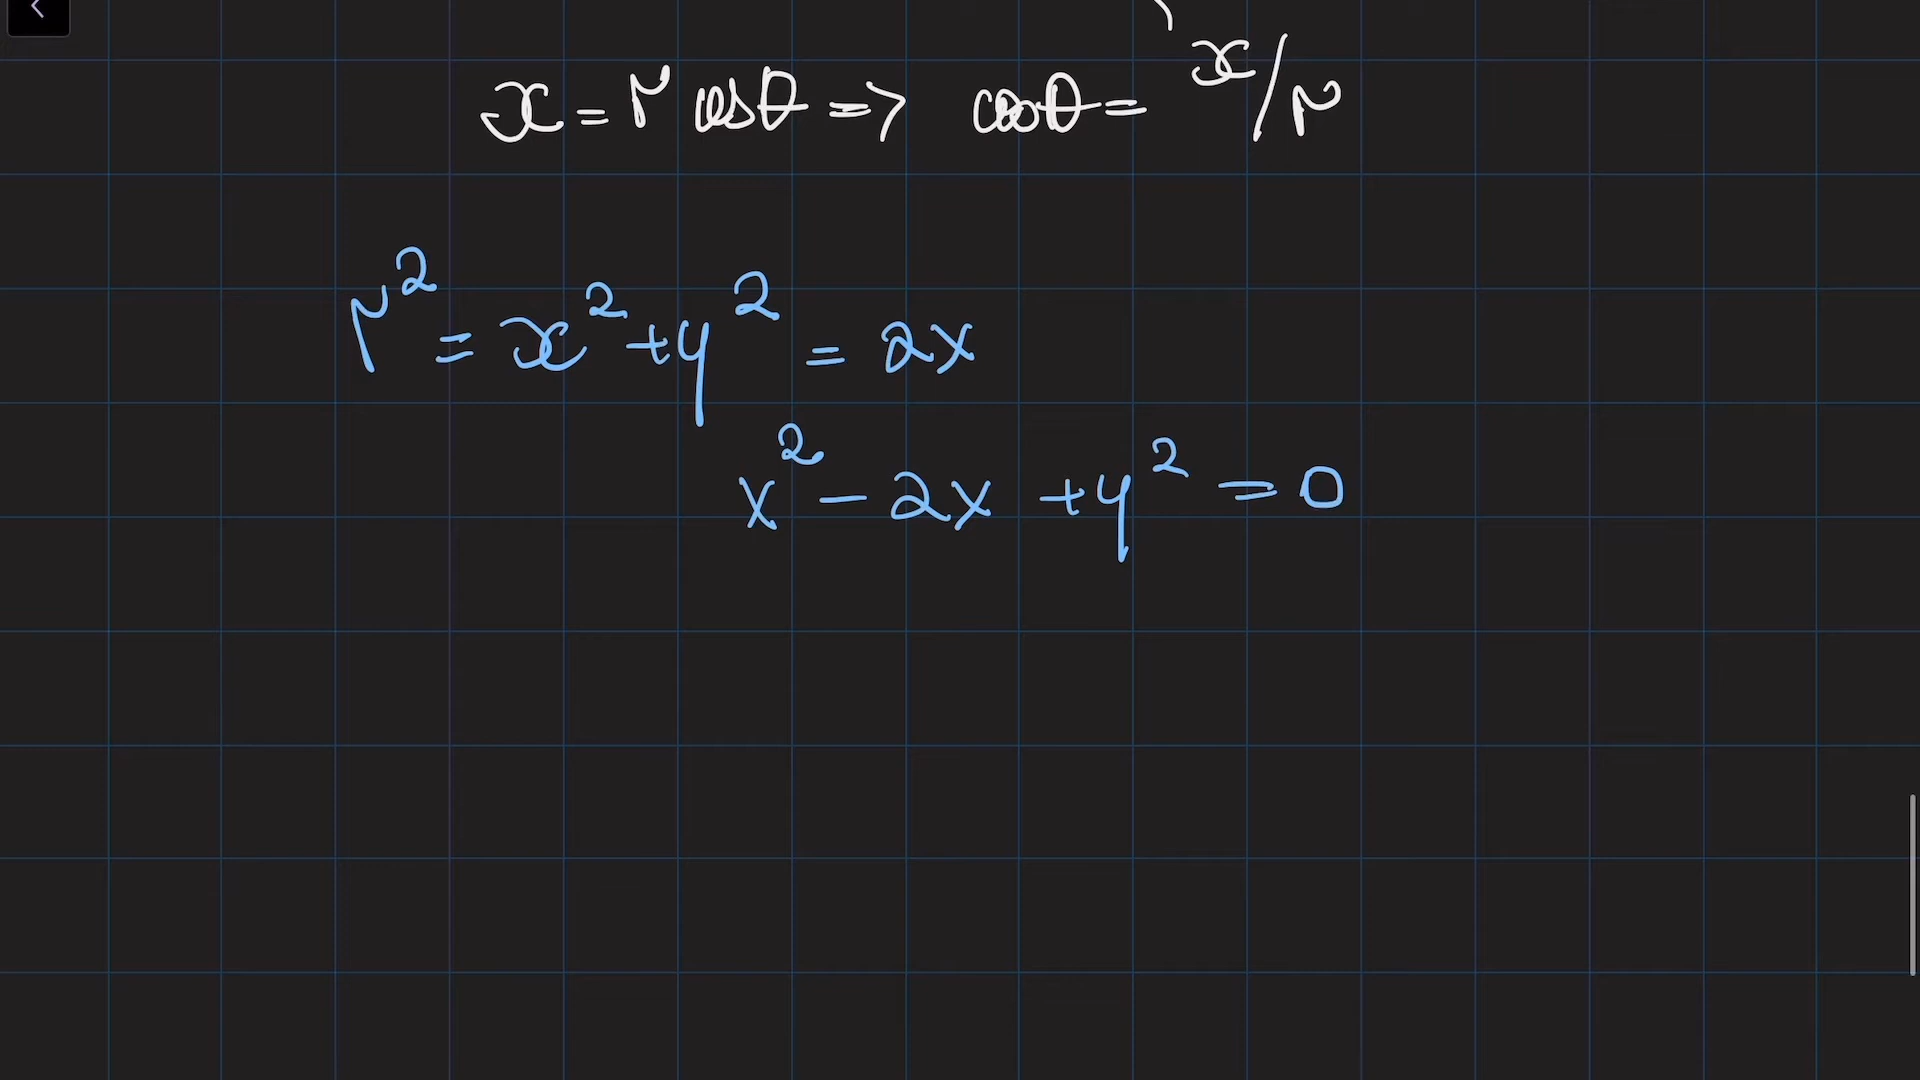 x = r cosθ => cosθ = x/r
r² = x² + y² = 2x
x² - 2x + y² = 0